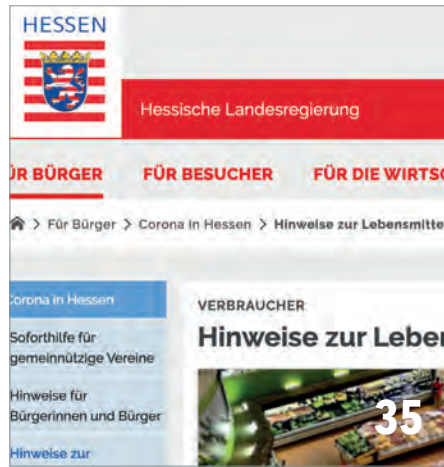 HESSEN
Hessische Landesregierung
ÜR BÜRGER FÜR BESUCHER FÜR DIE WIRTSC
> Für Bürger > Corona in Hessen > Hinweise zur Lebensmitte
Corona in Hessen
Soforthilfe für
gemeinnützige Vereine
Hinweise für
Bürgerinnen und Bürger
Hinweise zur
VERBRAUCHER
Hinweise zur Leben
35